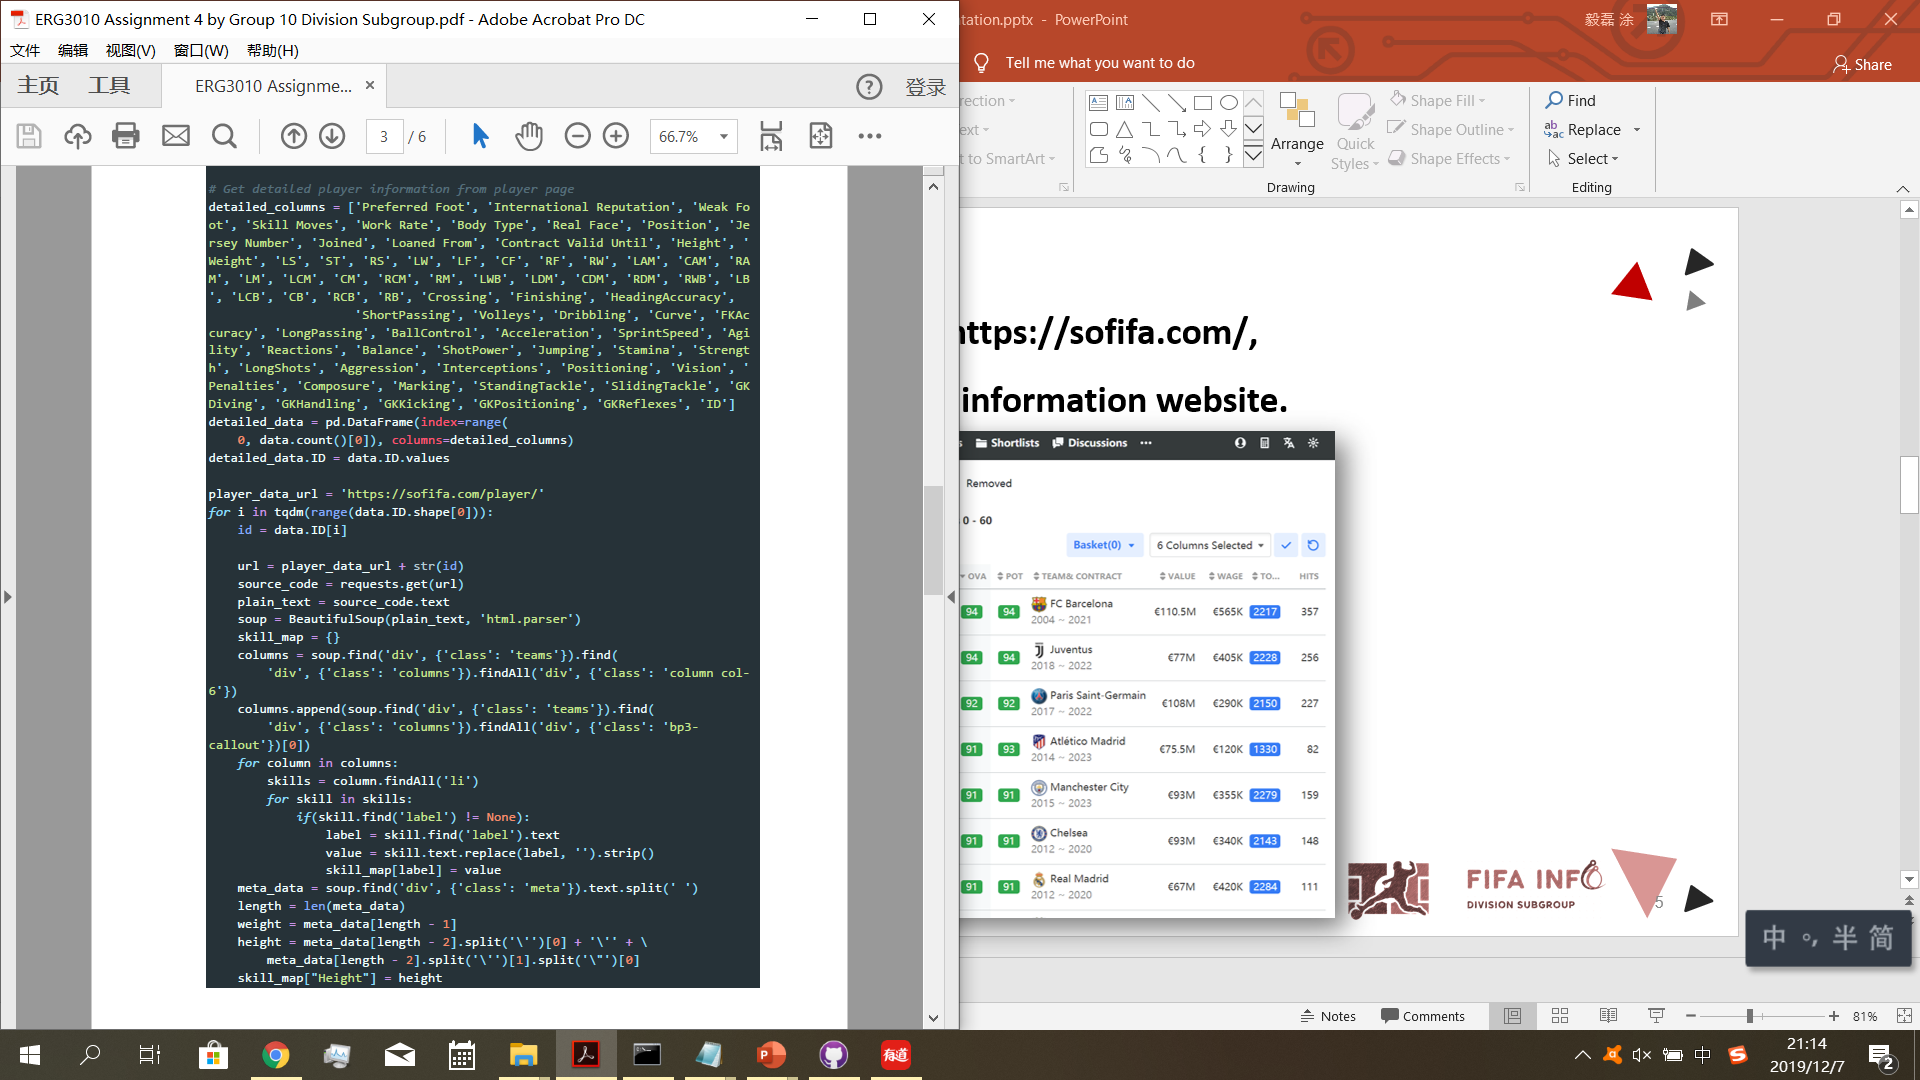 ERG3010 Assignment 4 by Group 10 Division Subgroup.pdf - Adobe Acrobat Pro DC
文件 编辑 视图(V) 窗口(W) 帮助(H)
主页 工具 ERG3010 Assignme... × 登录
3 / 6 66.7%
# Get detailed player information from player page
detailed_columns = ['Preferred Foot', 'International Reputation', 'Weak Fo
ot', 'Skill Moves', 'Work Rate', 'Body Type', 'Real Face', 'Position', 'Je
rsey Number', 'Joined', 'Loaned From', 'Contract Valid Until', 'Height', '
Weight', 'LS', 'ST', 'RS', 'LW', 'LF', 'CF', 'RF', 'RW', 'LAM', 'CAM', 'RA
M', 'LM', 'LCM', 'CM', 'RCM', 'RM', 'LWB', 'LDM', 'CDM', 'RDM', 'RWB', 'LB
', 'LCB', 'CB', 'RCB', 'RB', 'Crossing', 'Finishing', 'HeadingAccuracy',
'ShortPassing', 'Volleys', 'Dribbling', 'Curve', 'FKAc
curacy', 'LongPassing', 'BallControl', 'Acceleration', 'SprintSpeed', 'Agi
lity', 'Reactions', 'Balance', 'ShotPower', 'Jumping', 'Stamina', 'Strengt
h', 'LongShots', 'Aggression', 'Interceptions', 'Positioning', 'Vision', '
Penalties', 'Composure', 'Marking', 'StandingTackle', 'SlidingTackle', 'GK
Diving', 'GKHandling', 'GKKicking', 'GKPositioning', 'GKReflexes', 'ID']
detailed_data = pd.DataFrame(index=range(
0, data.count()[0]), columns=detailed_columns)
detailed_data.ID = data.ID.values
player_data_url = 'https://sofifa.com/player/'
for i in tqdm(range(data.ID.shape[0])):
id = data.ID[i]
url = player_data_url + str(id)
source_code = requests.get(url)
plain_text = source_code.text
soup = BeautifulSoup(plain_text, 'html.parser')
skill_map = {}
columns = soup.find('div', {'class': 'teams'}).find(
'div', {'class': 'columns'}).findAll('div', {'class': 'column col-
6'})
columns.append(soup.find('div', {'class': 'teams'}).find(
'div', {'class': 'columns'}).findAll('div', {'class': 'bp3-
callout'})[0])
for column in columns:
skills = column.findAll('li')
for skill in skills:
if(skill.find('label') != None):
label = skill.find('label').text
value = skill.text.replace(label, '').strip()
skill_map[label] = value
meta_data = soup.find('div', {'class': 'meta'}).text.split(' ')
length = len(meta_data)
weight = meta_data[length - 1]
height = meta_data[length - 2].split('\'')[0] + '\'' + \
meta_data[length - 2].split('\'')[1].split('\"')[0]
skill_map["Height"] = height
tation.pptx - PowerPoint 毅磊 涂
Tell me what you want to do Share
rection
ext
t to SmartArt
Arrange
Quick
Styles
Shape Fill
Shape Outline
Shape Effects
Drawing
Find
Replace
Select
Editing
https://sofifa.com/,
information website.
s Shortlists Discussions ···
Removed
0 - 60
Basket(0) 6 Columns Selected
OVA POT TEAM& CONTRACT VALUE WAGE TO... HITS
94 94 FC Barcelona €110.5M €565K 2217 357
2004 ~ 2021
94 94 Juventus €77M €405K 2228 256
2018 ~ 2022
92 92 Paris Saint-Germain €108M €290K 2150 227
2017 ~ 2022
91 93 Atlético Madrid €75.5M €120K 1330 82
2014 ~ 2023
91 91 Manchester City €93M €355K 2279 159
2015 ~ 2023
91 91 Chelsea €93M €340K 2143 148
2012 ~ 2020
91 91 Real Madrid €67M €420K 2284 111
2012 ~ 2020
FIFA INFO
DIVISION SUBGROUP
5
中 °, 半 简
Notes Comments 81%
有道 中 21:14
2019/12/7
2